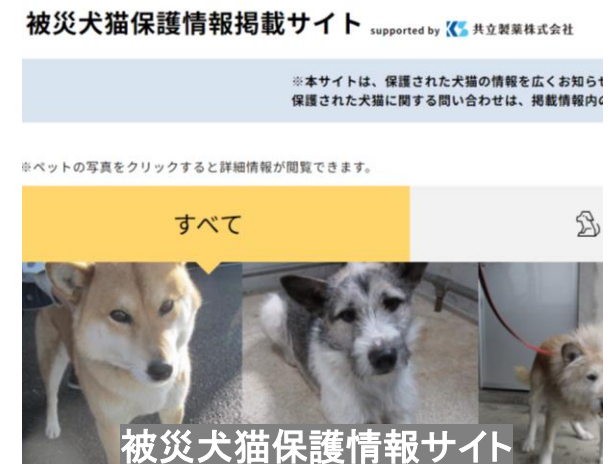 被災犬猫保護情報掲載サイト supported by KS 共立製薬株式会社
※本サイトは、保護された犬猫の情報を広くお知らせ
保護された犬猫に関する問い合わせは、掲載情報内の
※ペットの写真をクリックすると詳細情報が閲覧できます。
すべて
被災犬猫保護情報サイト